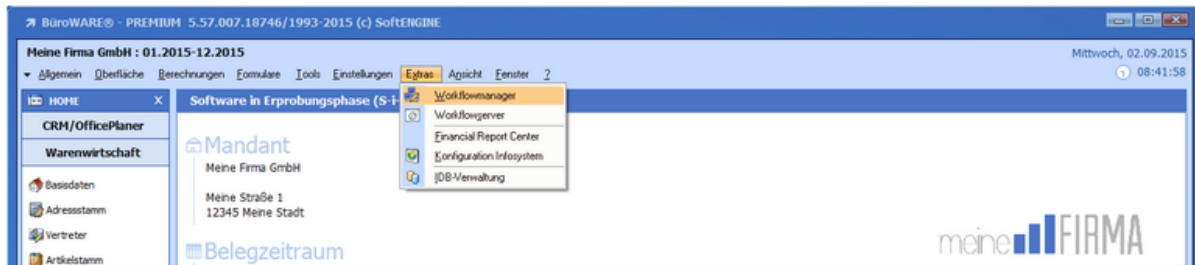 BüroWARE® - PREMIUM 5.57.007.18746/1993-2015 (c) SoftENGINE
Meine Firma GmbH : 01.2015-12.2015
Mittwoch, 02.09.2015
Allgemein Oberfläche Berechnungen Formulare Tools Einstellungen Extras Ansicht Fenster ?
08:41:58
HOME X
Software in Erprobungsphase (S-i-
Workflowmanager
Workflowserver
Financial Report Center
Konfiguration Infosystem
IDB-Verwaltung
CRM/OfficePlaner
Warenwirtschaft
Basisdaten
Adressstamm
Vertreter
Artikelstamm
Mandant
Meine Firma GmbH
Meine Straße 1
12345 Meine Stadt
Belegzeitraum
meine FIRMA